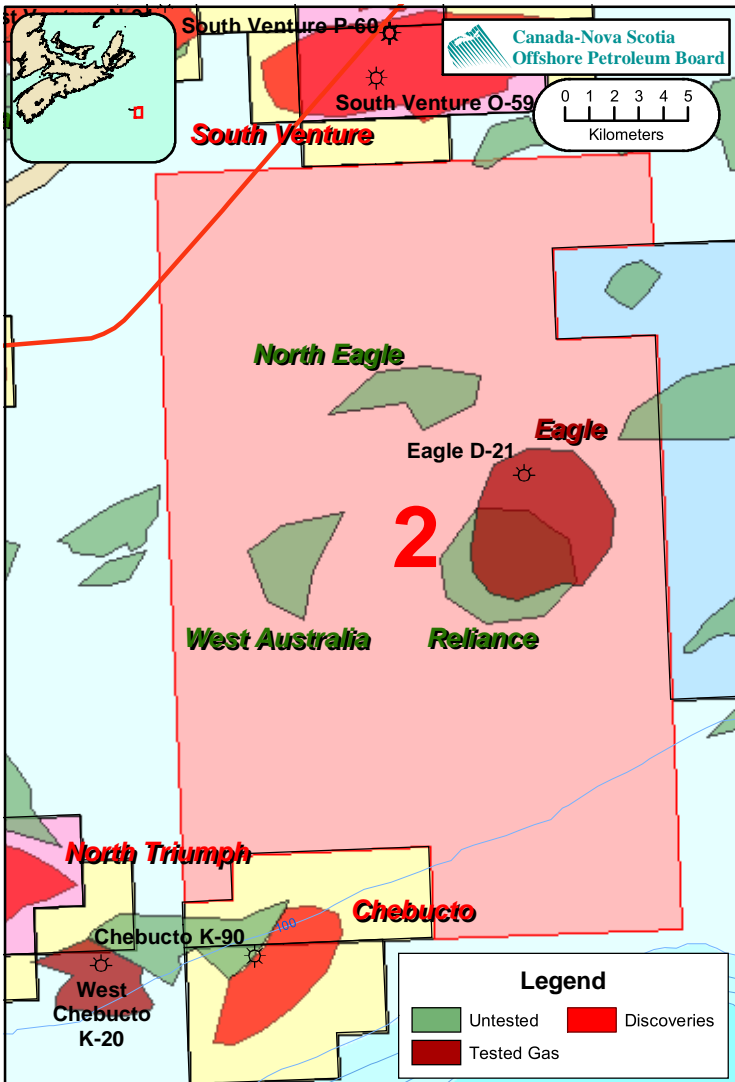 South Venture P-60
Canada-Nova Scotia
Offshore Petroleum Board
South Venture O-59
0 1 2 3 4 5
Kilometers
South Venture
North Eagle
Eagle
Eagle D-21
2
West Australia
Reliance
North Triumph
Chebucto
100
Chebucto K-90
West
Chebucto
K-20
Legend
Untested
Discoveries
Tested Gas